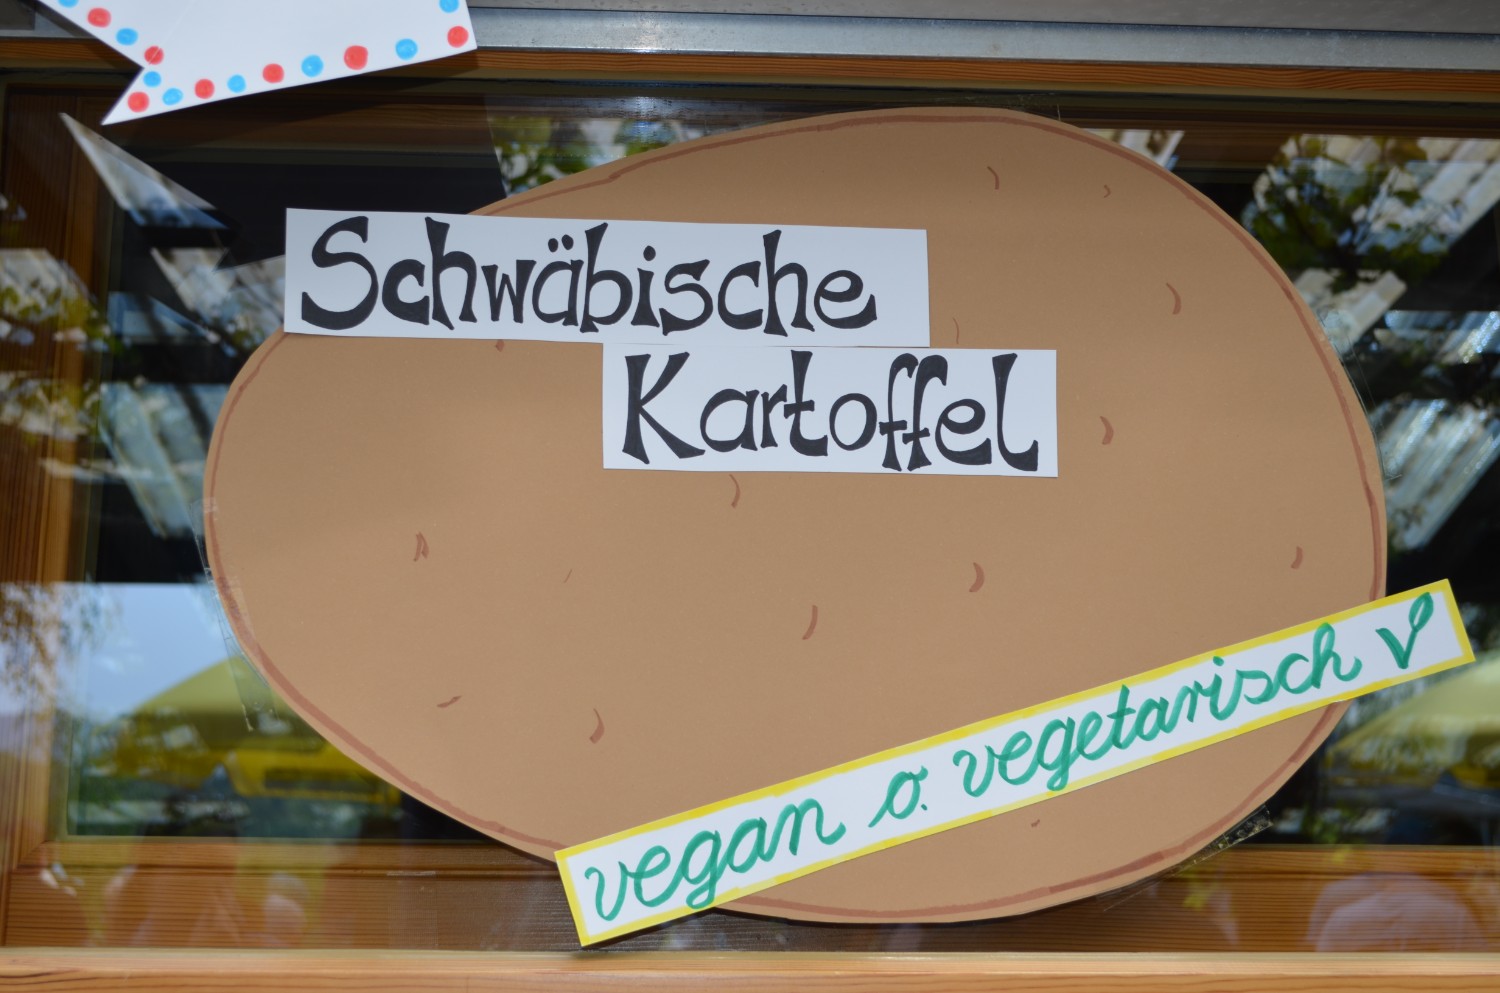 Schwäbische
Kartoffel
vegan o. vegetarisch